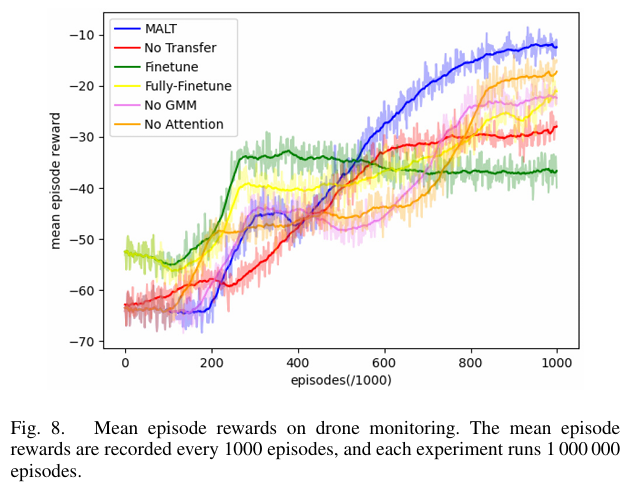 −10
−20
−30
−40
−50
−60
−70
mean episode reward
MALT
No Transfer
Finetune
Fully-Finetune
No GMM
No Attention
0 200 400 600 800 1000
episodes(/1000)
Fig. 8. Mean episode rewards on drone monitoring. The mean episode
rewards are recorded every 1000 episodes, and each experiment runs 1 000 000
episodes.